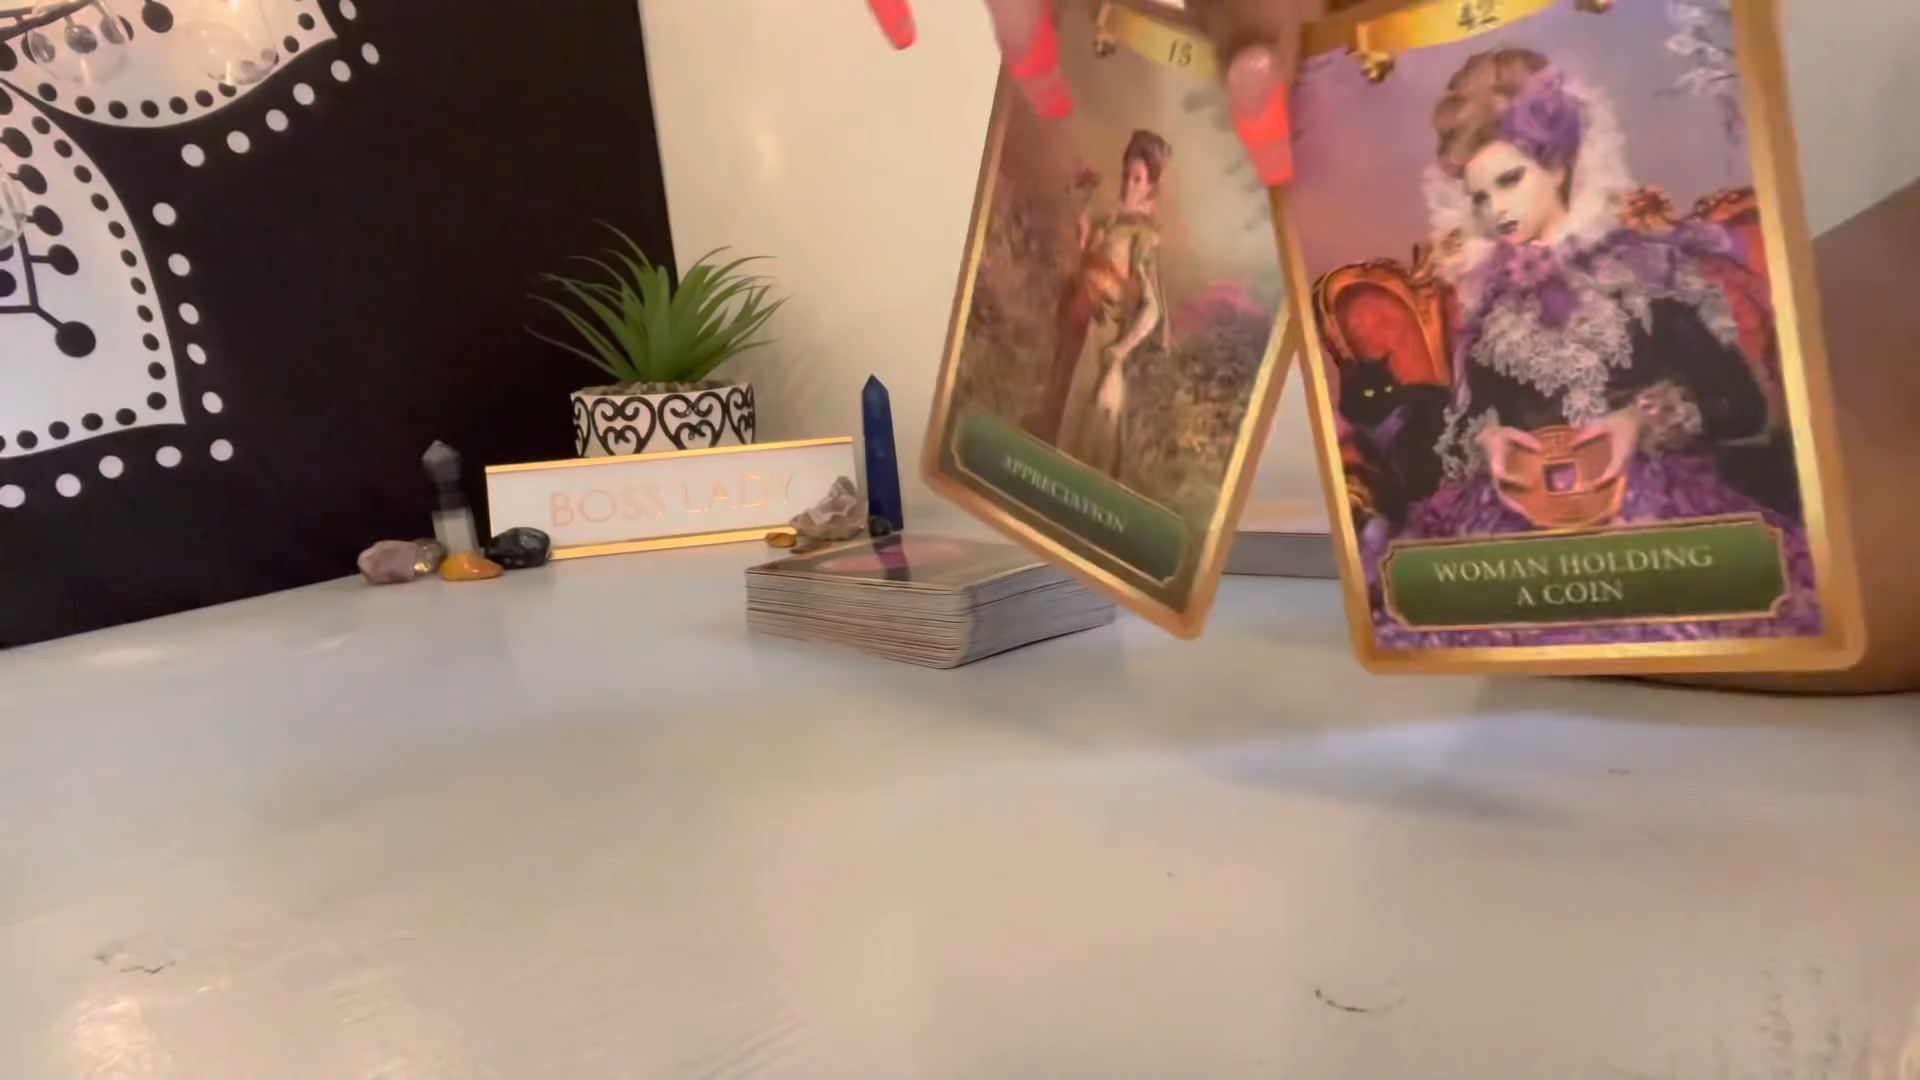 15
42
BOSS LADY
APPRECIATION
WOMAN HOLDING
A COIN